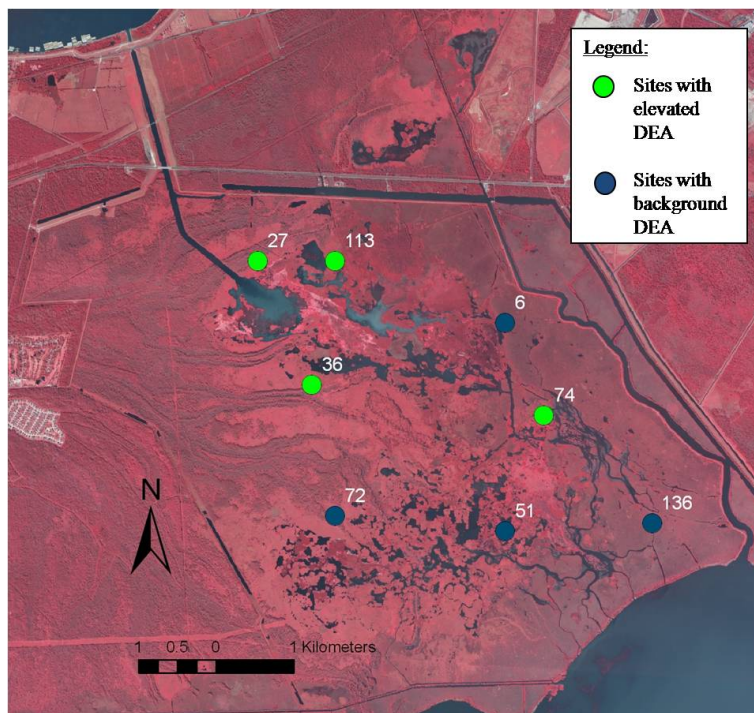 Legend:
Sites with
elevated
DEA
Sites with
background
DEA
27
113
6
36
74
72
51
136
N
1 0.5 0 1 Kilometers